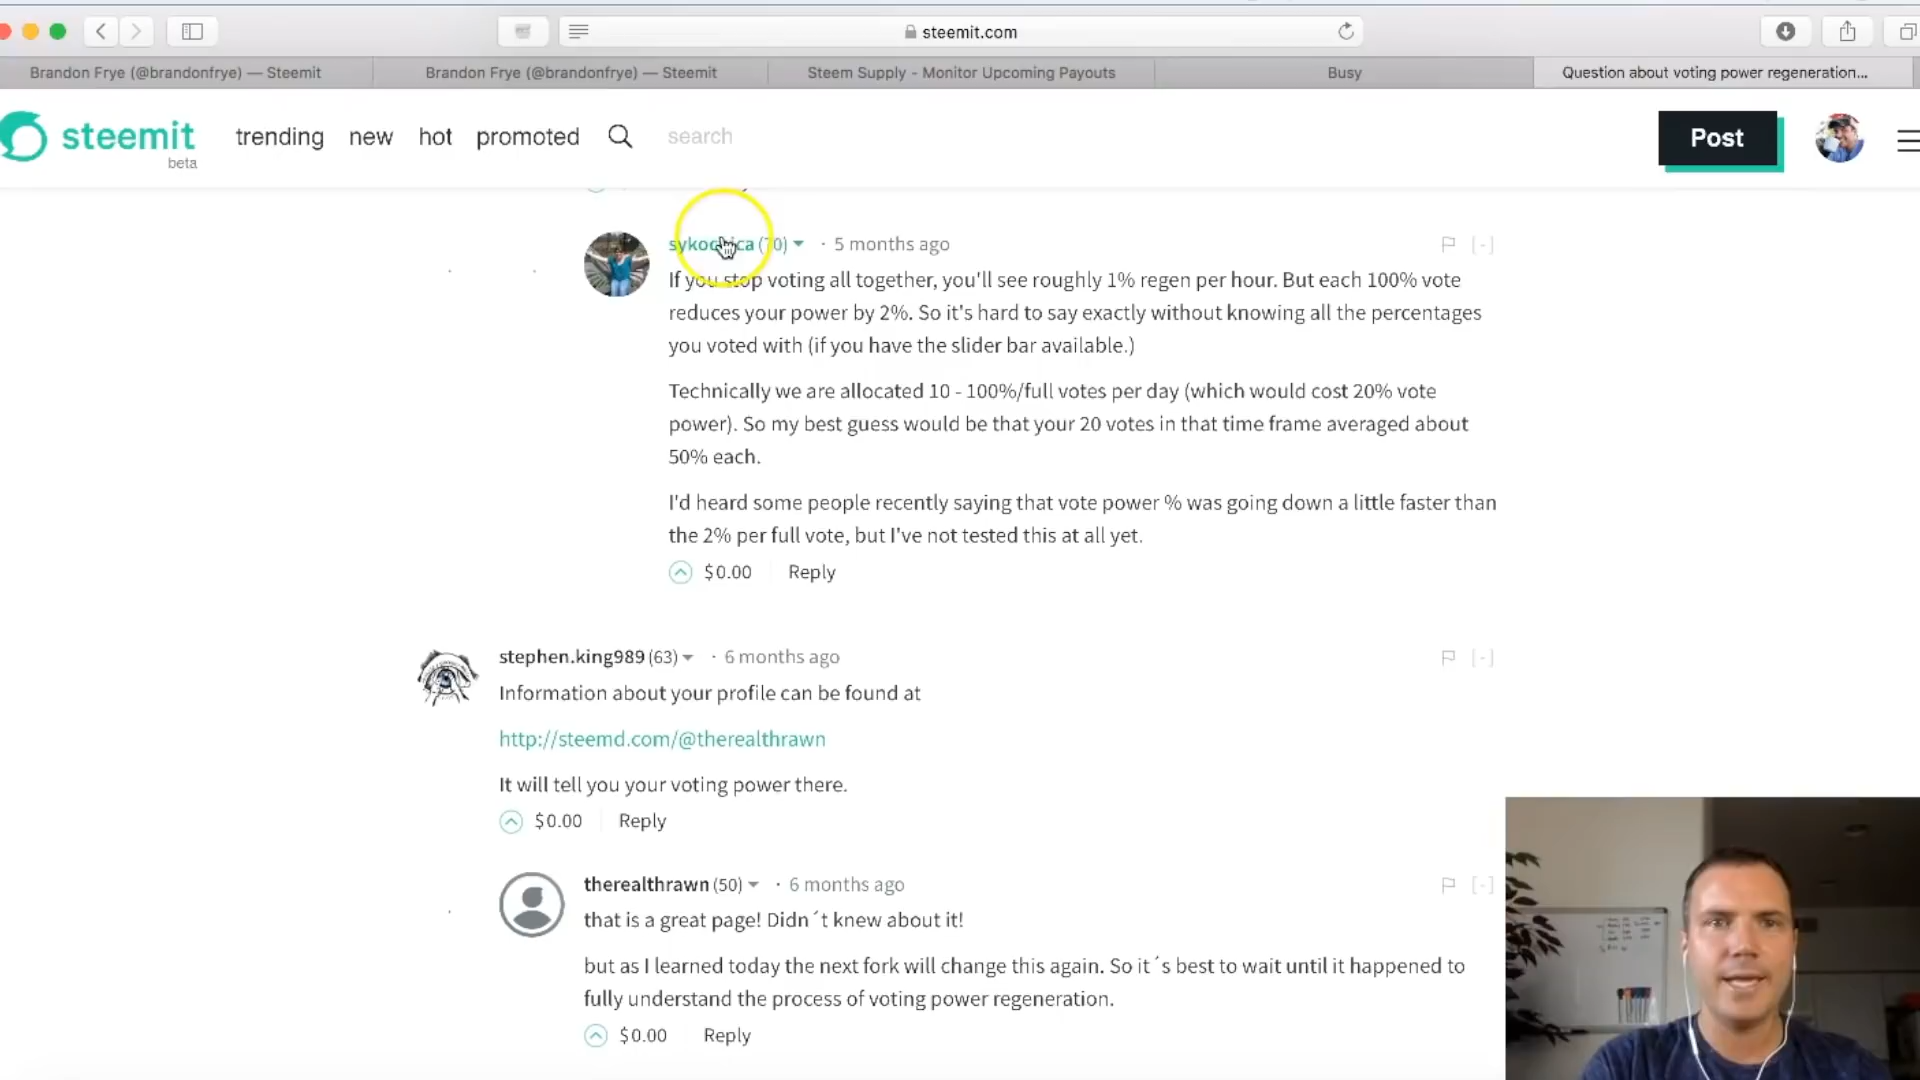 steemit.com
Brandon Frye (@brandonfrye) — Steemit
Brandon Frye (@brandonfrye) — Steemit
Steem Supply - Monitor Upcoming Payouts
Busy
Question about voting power regeneration...
steemit
beta
trending new hot promoted search
Post
(70) · 5 months ago [-]
If you stop voting all together, you'll see roughly 1% regen per hour. But each 100% vote
reduces your power by 2%. So it's hard to say exactly without knowing all the percentages
you voted with (if you have the slider bar available.)
Technically we are allocated 10 - 100%/full votes per day (which would cost 20% vote
power). So my best guess would be that your 20 votes in that time frame averaged about
50% each.
I'd heard some people recently saying that vote power % was going down a little faster than
the 2% per full vote, but I've not tested this at all yet.
$0.00 Reply
stephen.king989 (63) · 6 months ago [-]
Information about your profile can be found at
http://steemd.com/@therealthrawn
It will tell you your voting power there.
$0.00 Reply
therealthrawn (50) · 6 months ago [-]
that is a great page! Didn´t knew about it!
but as I learned today the next fork will change this again. So it´s best to wait until it happened to
fully understand the process of voting power regeneration.
$0.00 Reply